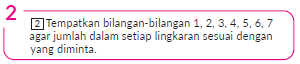 2
2 Tempatkan bilangan-bilangan 1, 2, 3, 4, 5, 6, 7
agar jumlah dalam setiap lingkaran sesuai dengan
yang diminta.